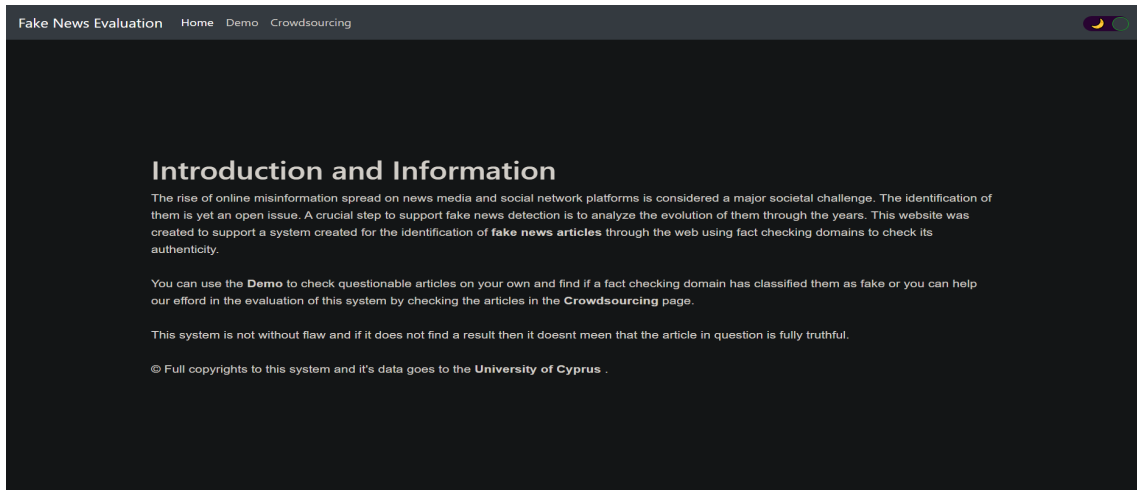 Fake News Evaluation Home Demo Crowdsourcing
Introduction and Information
The rise of online misinformation spread on news media and social network platforms is considered a major societal challenge. The identification of
them is yet an open issue. A crucial step to support fake news detection is to analyze the evolution of them through the years. This website was
created to support a system created for the identification of fake news articles through the web using fact checking domains to check its
authenticity.
You can use the Demo to check questionable articles on your own and find if a fact checking domain has classified them as fake or you can help
our efford in the evaluation of this system by checking the articles in the Crowdsourcing page.
This system is not without flaw and if it does not find a result then it doesnt meen that the article in question is fully truthful.
© Full copyrights to this system and it's data goes to the University of Cyprus .